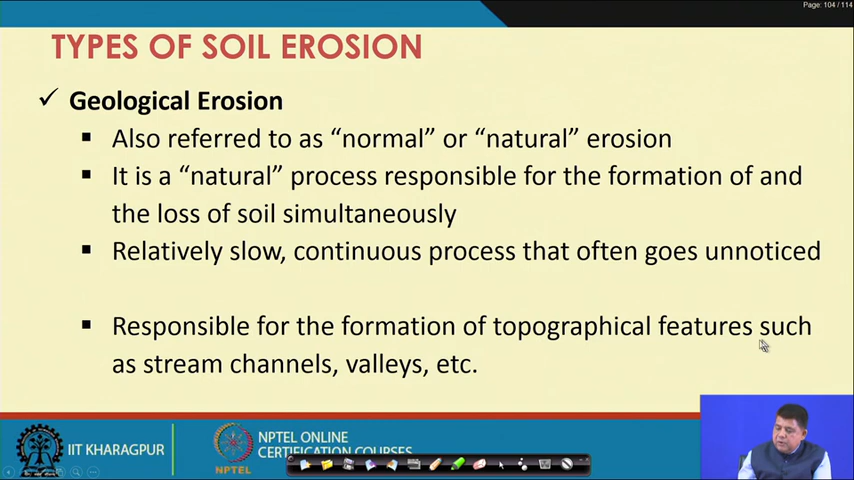 Page: 104 / 114
TYPES OF SOIL EROSION
✓ Geological Erosion
▪ Also referred to as “normal” or “natural” erosion
▪ It is a “natural” process responsible for the formation of and
the loss of soil simultaneously
▪ Relatively slow, continuous process that often goes unnoticed
▪ Responsible for the formation of topographical features such
as stream channels, valleys, etc.
IIT KHARAGPUR
NPTEL
NPTEL ONLINE
CERTIFICATION COURSES